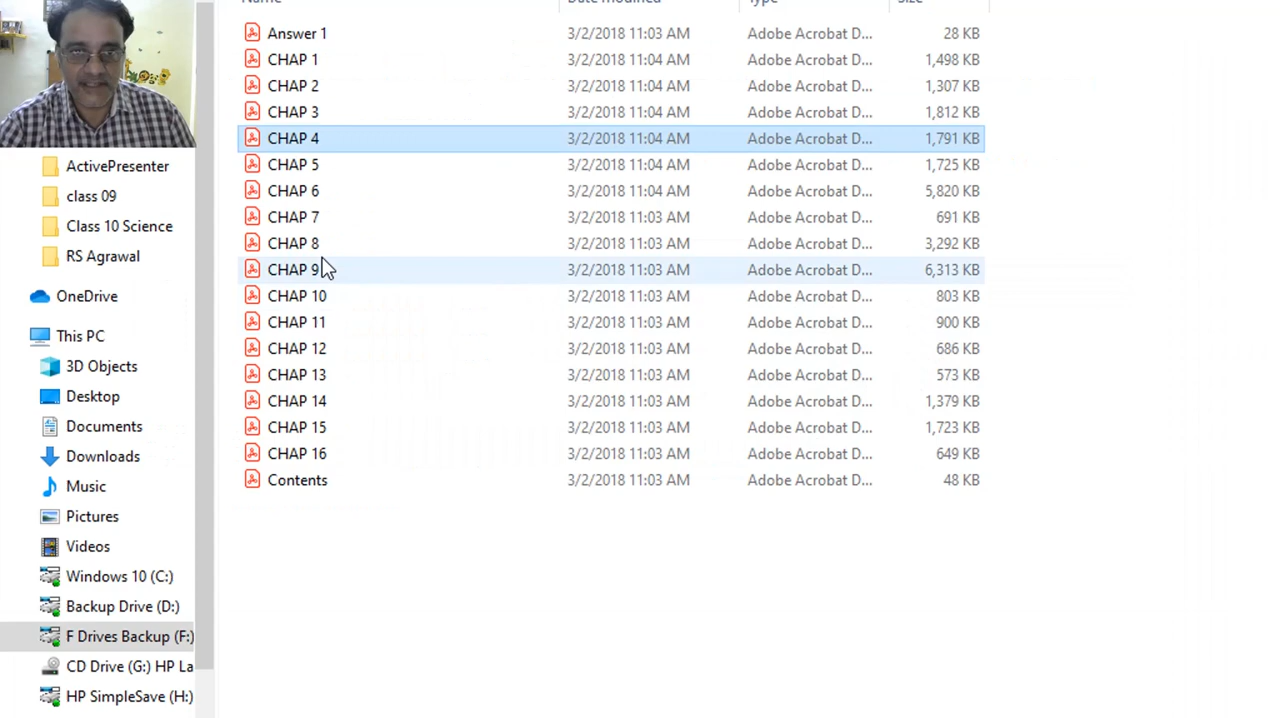 Name Date modified Type Size
Answer 1 3/2/2018 11:03 AM Adobe Acrobat D... 28 KB
CHAP 1 3/2/2018 11:04 AM Adobe Acrobat D... 1,498 KB
CHAP 2 3/2/2018 11:04 AM Adobe Acrobat D... 1,307 KB
CHAP 3 3/2/2018 11:04 AM Adobe Acrobat D... 1,812 KB
CHAP 4 3/2/2018 11:04 AM Adobe Acrobat D... 1,791 KB
CHAP 5 3/2/2018 11:04 AM Adobe Acrobat D... 1,725 KB
CHAP 6 3/2/2018 11:04 AM Adobe Acrobat D... 5,820 KB
CHAP 7 3/2/2018 11:03 AM Adobe Acrobat D... 691 KB
CHAP 8 3/2/2018 11:03 AM Adobe Acrobat D... 3,292 KB
CHAP 9 3/2/2018 11:03 AM Adobe Acrobat D... 6,313 KB
CHAP 10 3/2/2018 11:03 AM Adobe Acrobat D... 803 KB
CHAP 11 3/2/2018 11:03 AM Adobe Acrobat D... 900 KB
CHAP 12 3/2/2018 11:03 AM Adobe Acrobat D... 686 KB
CHAP 13 3/2/2018 11:03 AM Adobe Acrobat D... 573 KB
CHAP 14 3/2/2018 11:03 AM Adobe Acrobat D... 1,379 KB
CHAP 15 3/2/2018 11:03 AM Adobe Acrobat D... 1,723 KB
CHAP 16 3/2/2018 11:03 AM Adobe Acrobat D... 649 KB
Contents 3/2/2018 11:03 AM Adobe Acrobat D... 48 KB
ActivePresenter
class 09
Class 10 Science
RS Agrawal
OneDrive
This PC
3D Objects
Desktop
Documents
Downloads
Music
Pictures
Videos
Windows 10 (C:)
Backup Drive (D:)
F Drives Backup (F:)
CD Drive (G:) HP La
HP SimpleSave (H:)